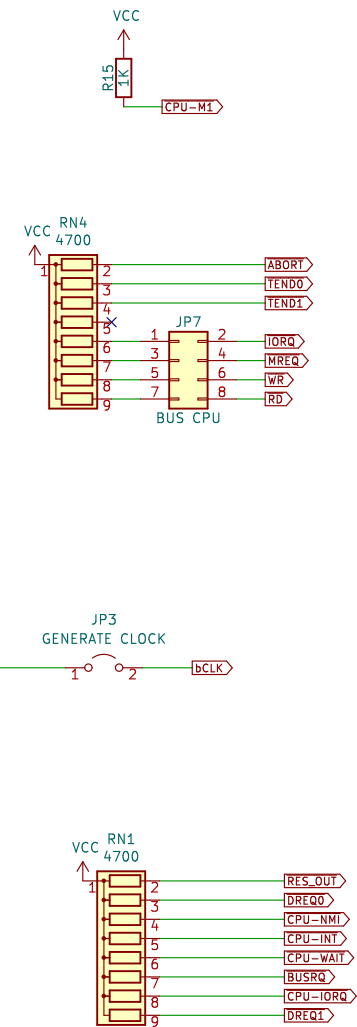 VCC
R15
1K
CPU-M1
VCC
RN4
4700
1
2
ABORT
3
TEND0
4
TEND1
5
JP7
6
1
2
IORQ
7
3
4
MREQ
8
5
6
WR
9
7
8
RD
BUS CPU
JP3
GENERATE CLOCK
1
2
bCLK
RN1
VCC
4700
1
2
RES_OUT
3
DREQ0
4
CPU-NMI
5
CPU-INT
6
CPU-WAIT
7
BUSRQ
8
CPU-IORQ
9
DREQ1